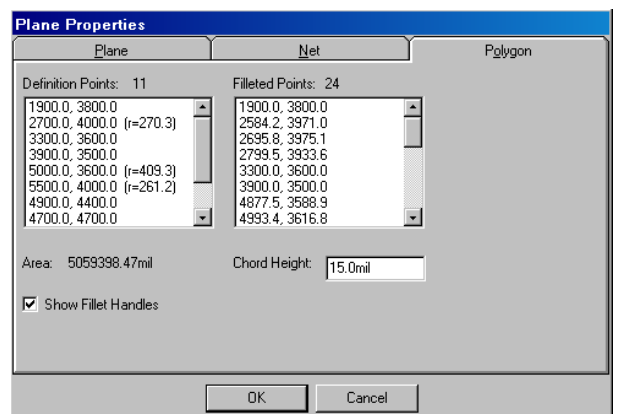 Plane Properties
Plane Net Polygon
Definition Points: 11 Filleted Points: 24
1900.0, 3800.0
2700.0, 4000.0 (r=270.3)
3300.0, 3600.0
3900.0, 3500.0
5000.0, 3600.0 (r=409.3)
5500.0, 4000.0 (r=261.2)
4900.0, 4400.0
4700.0, 4700.0
1900.0, 3800.0
2584.2, 3971.0
2695.8, 3975.1
2799.5, 3933.6
3300.0, 3600.0
3900.0, 3500.0
4877.5, 3588.9
4993.4, 3616.8
Area: 5059398.47mil Chord Height: 15.0mil
Show Fillet Handles
OK Cancel